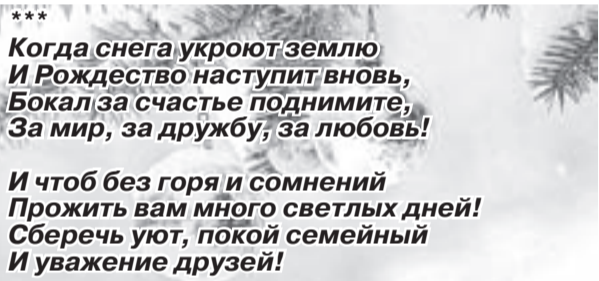 ***
Когда снега укроют землю
И Рождество наступит вновь,
Бокал за счастье поднимите,
За мир, за дружбу, за любовь!
И чтоб без горя и сомнений
Прожить вам много светлых дней!
Сберечь уют, покой семейный
И уважение друзей!